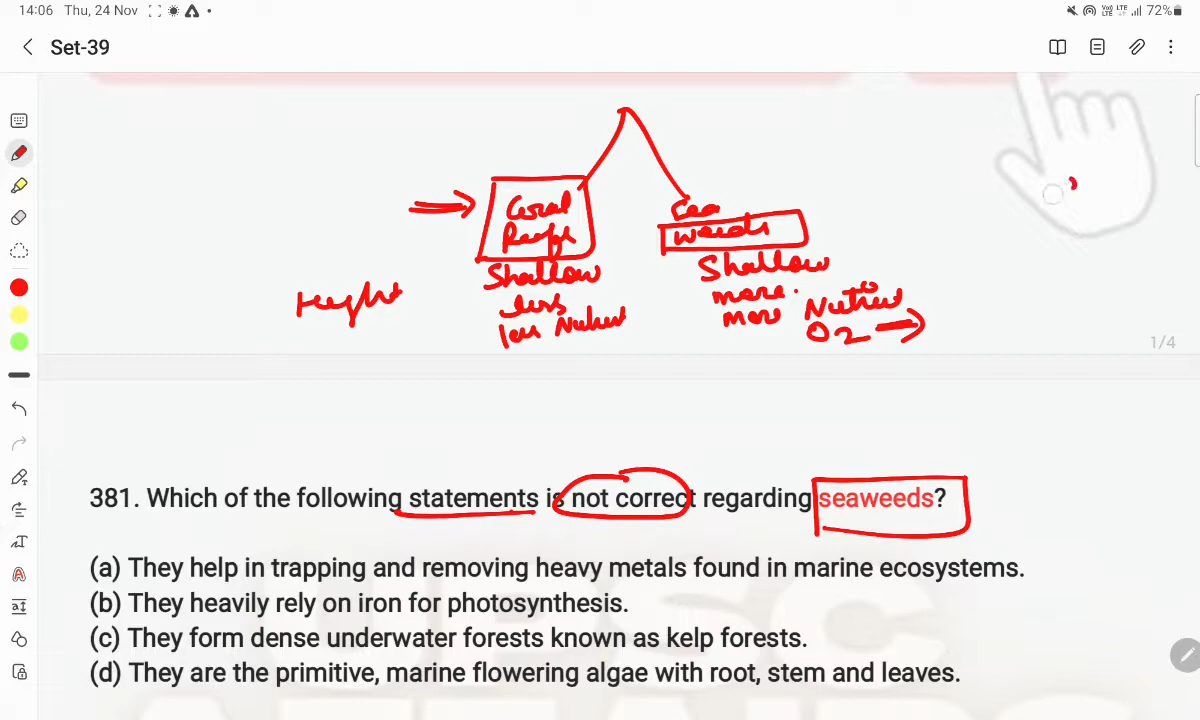 14:06 Thu, 24 Nov
72%
Set-39
Coral
Sea
Weeds
Shallow
Shallow
less
more
Height
less
more
O2
1/4
381. Which of the following statements is not correct regarding seaweeds?
(a) They help in trapping and removing heavy metals found in marine ecosystems.
(b) They heavily rely on iron for photosynthesis.
(c) They form dense underwater forests known as kelp forests.
(d) They are the primitive, marine flowering algae with root, stem and leaves.